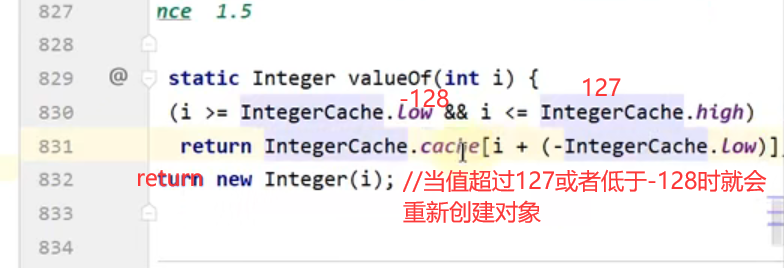 827 nce 1.5
828
829 @ static Integer valueOf(int i) {
-128 127
830 (i >= IntegerCache.low && i <= IntegerCache.high)
831 return IntegerCache.cache[i + (-IntegerCache.low)]
832 return new Integer(i); //当值超过127或者低于-128时就会
833 重新创建对象
834